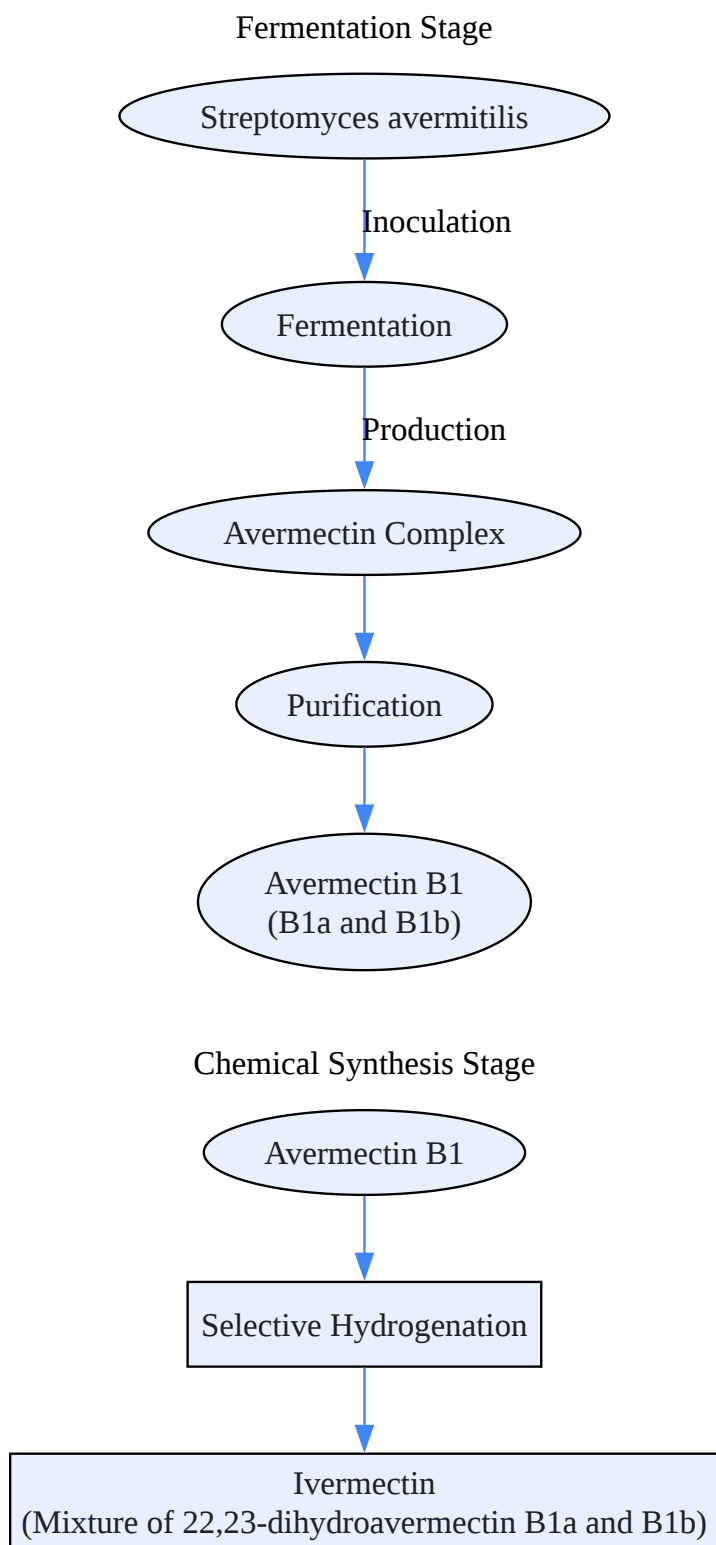 Fermentation Stage
Streptomyces avermitilis
Inoculation
Fermentation
Production
Avermectin Complex
Purification
Avermectin B1
(B1a and B1b)
Chemical Synthesis Stage
Avermectin B1
Selective Hydrogenation
Ivermectin
(Mixture of 22,23-dihydroavermectin B1a and B1b)